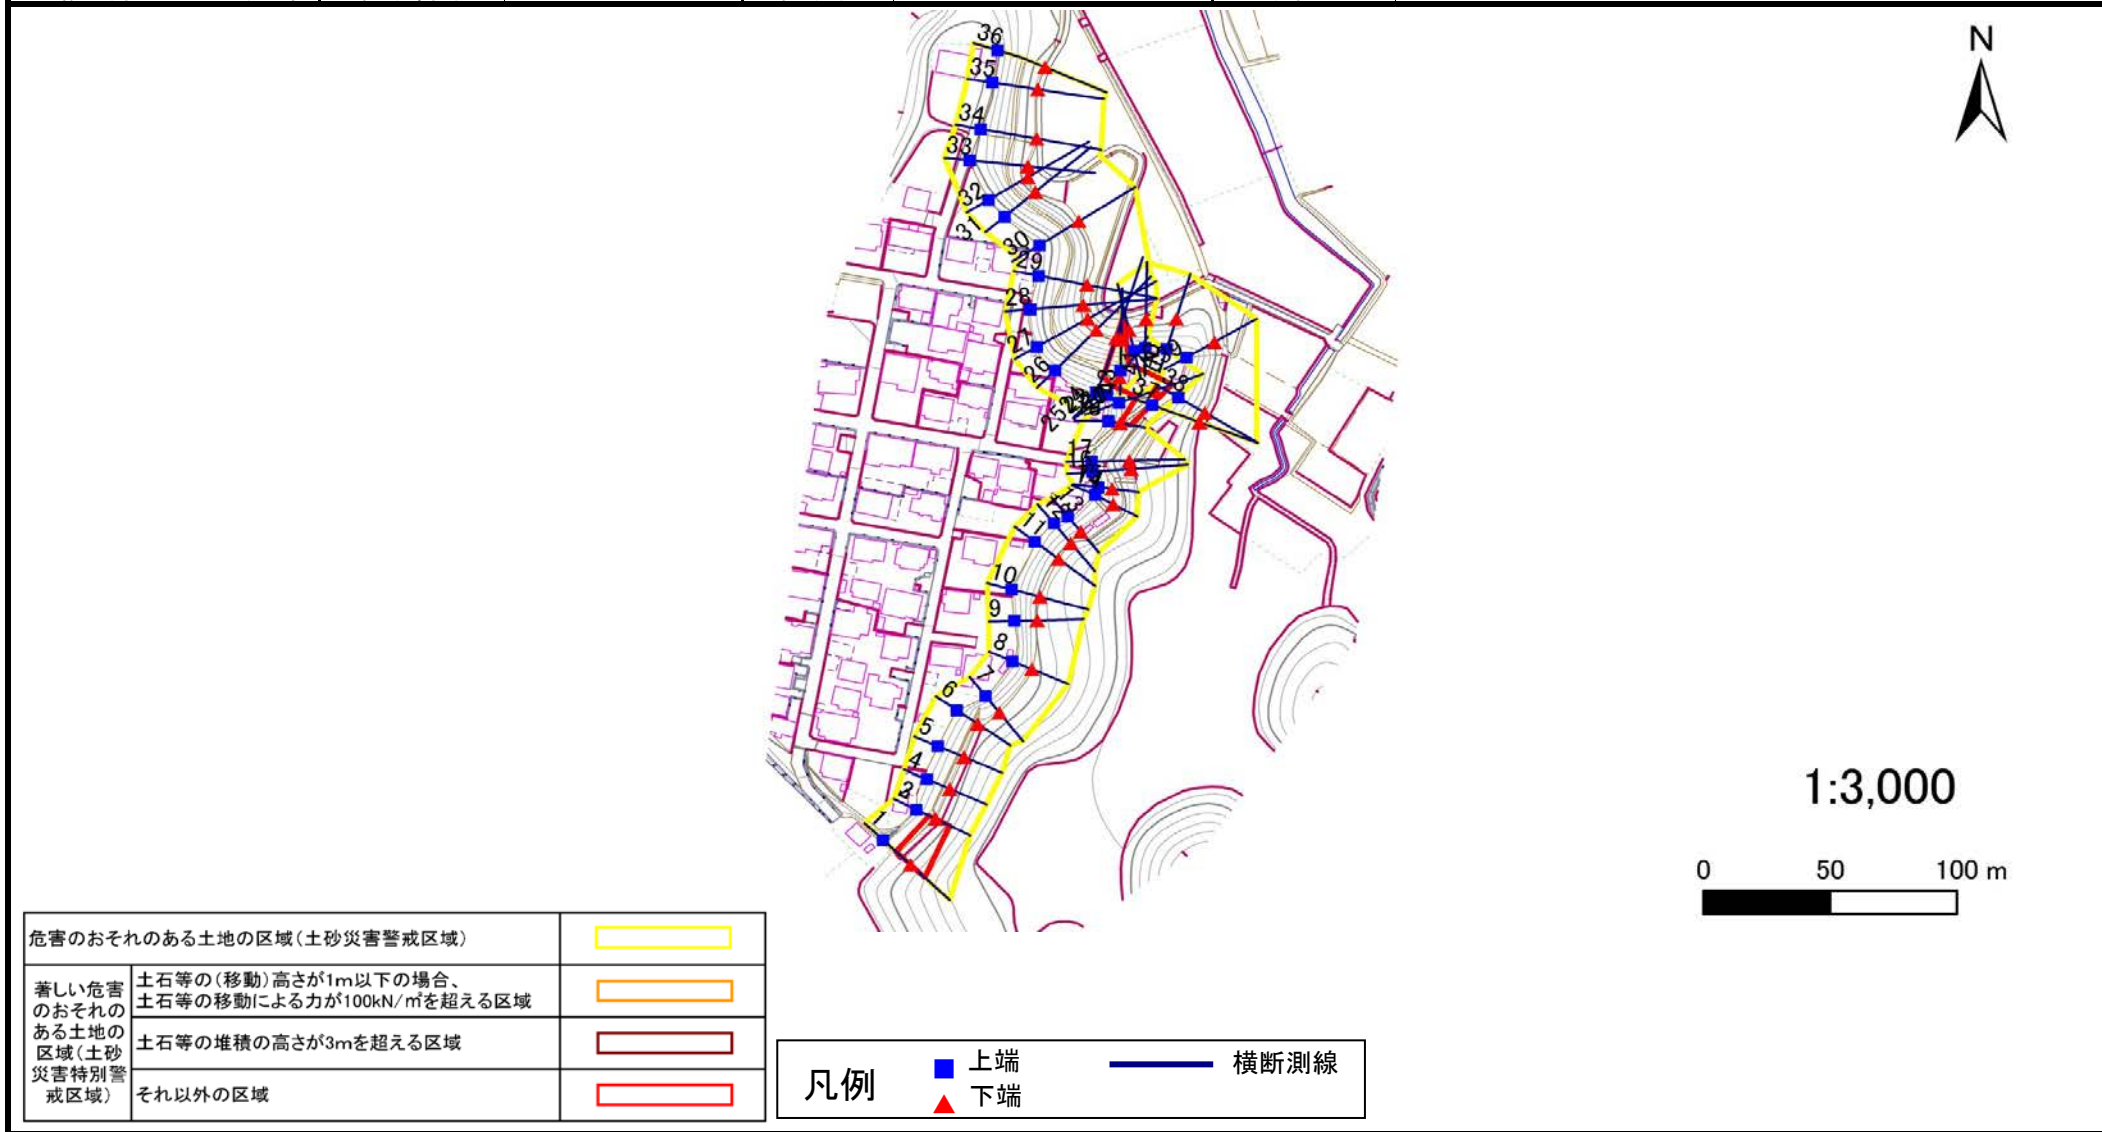 36
35
34
33
32
31
30
29
28
27
26
25
38
17
11
10
9
8
7
6
5
4
2
1
N
1:3,000
0 50 100 m
危害のおそれのある土地の区域(土砂災害警戒区域)
著しい危害
のおそれの
ある土地の
区域(土砂
災害特別警
戒区域)
土石等の(移動)高さが1m以下の場合、
土石等の移動による力が100kN/㎡を超える区域
土石等の堆積の高さが3mを超える区域
それ以外の区域
凡例
上端
下端
横断測線